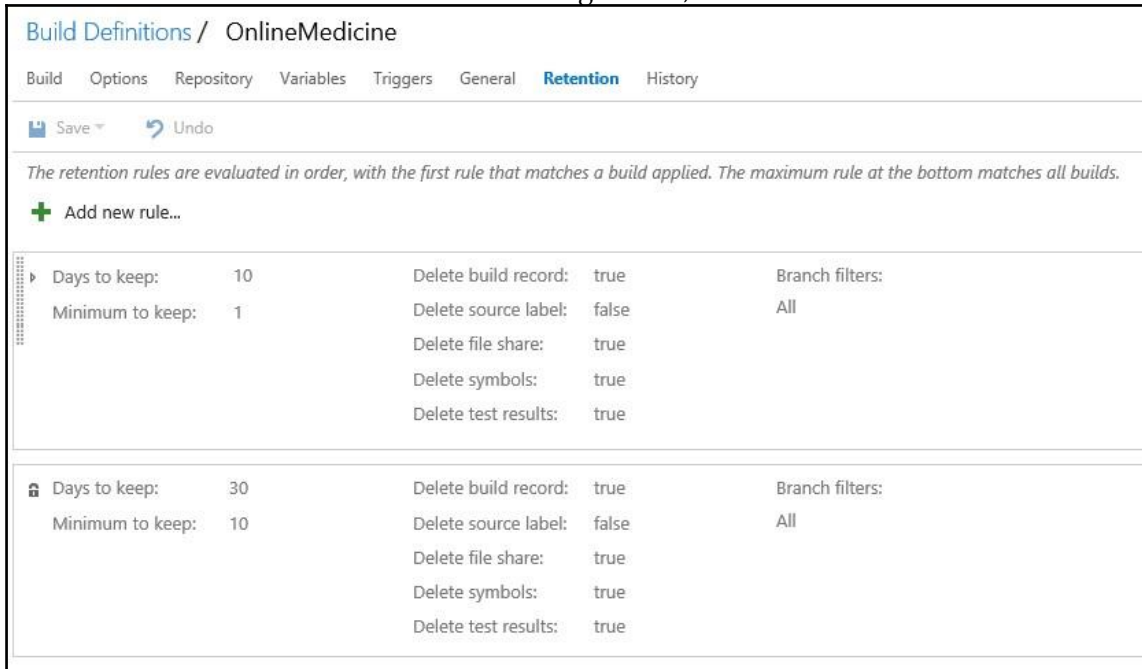 Build Definitions / OnlineMedicine
Build Options Repository Variables Triggers General Retention History
Save Undo
The retention rules are evaluated in order, with the first rule that matches a build applied. The maximum rule at the bottom matches all builds.
Add new rule...
Days to keep: 10 Delete build record: true Branch filters:
Minimum to keep: 1 Delete source label: false All
Delete file share: true
Delete symbols: true
Delete test results: true
Days to keep: 30 Delete build record: true Branch filters:
Minimum to keep: 10 Delete source label: false All
Delete file share: true
Delete symbols: true
Delete test results: true